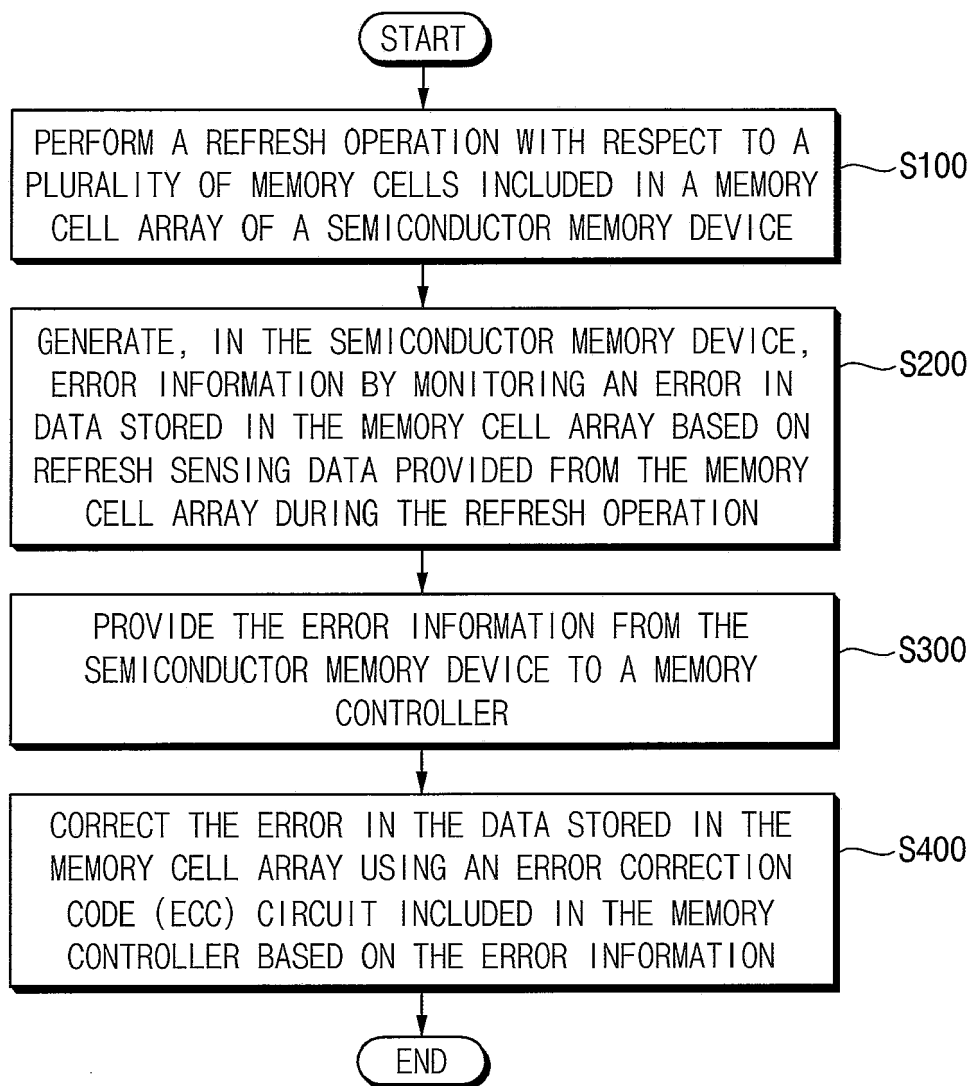 START
PERFORM A REFRESH OPERATION WITH RESPECT TO A
PLURALITY OF MEMORY CELLS INCLUDED IN A MEMORY
CELL ARRAY OF A SEMICONDUCTOR MEMORY DEVICE
S100
GENERATE, IN THE SEMICONDUCTOR MEMORY DEVICE,
ERROR INFORMATION BY MONITORING AN ERROR IN
DATA STORED IN THE MEMORY CELL ARRAY BASED ON
REFRESH SENSING DATA PROVIDED FROM THE MEMORY
CELL ARRAY DURING THE REFRESH OPERATION
S200
PROVIDE THE ERROR INFORMATION FROM THE
SEMICONDUCTOR MEMORY DEVICE TO A MEMORY
CONTROLLER
S300
CORRECT THE ERROR IN THE DATA STORED IN THE
MEMORY CELL ARRAY USING AN ERROR CORRECTION
CODE (ECC) CIRCUIT INCLUDED IN THE MEMORY
CONTROLLER BASED ON THE ERROR INFORMATION
S400
END